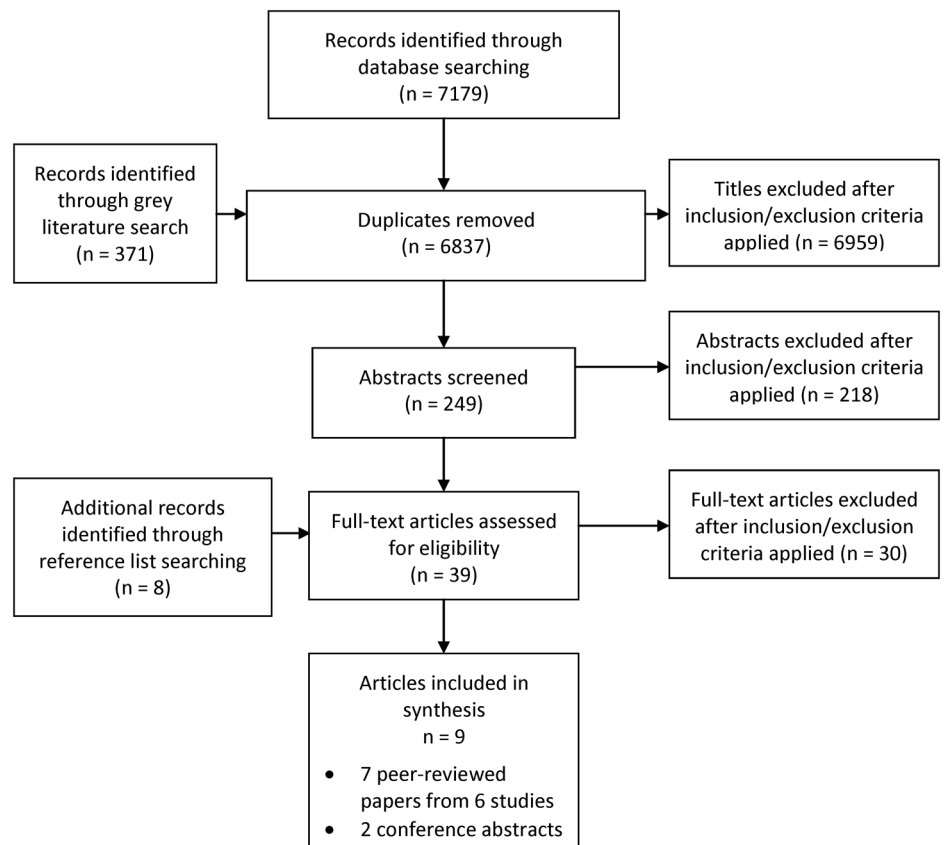 Records identified through
database searching
(n = 7179)
Records identified
through grey
literature search
(n = 371)
Duplicates removed
n = 6837
Titles excluded after
inclusion/exclusion criteria
applied (n = 6959)
Abstracts screened
n = 249
Abstracts excluded after
inclusion/exclusion criteria
applied (n = 218)
Additional records
identified through
reference list searching
(n = 8)
Full-text articles assessed
for eligibility
n = 39
Full-text articles excluded
after inclusion/exclusion
criteria applied (n = 30)
Articles included in
synthesis
n = 9
• 7 peer-reviewed
papers from 6 studies
• 2 conference abstracts